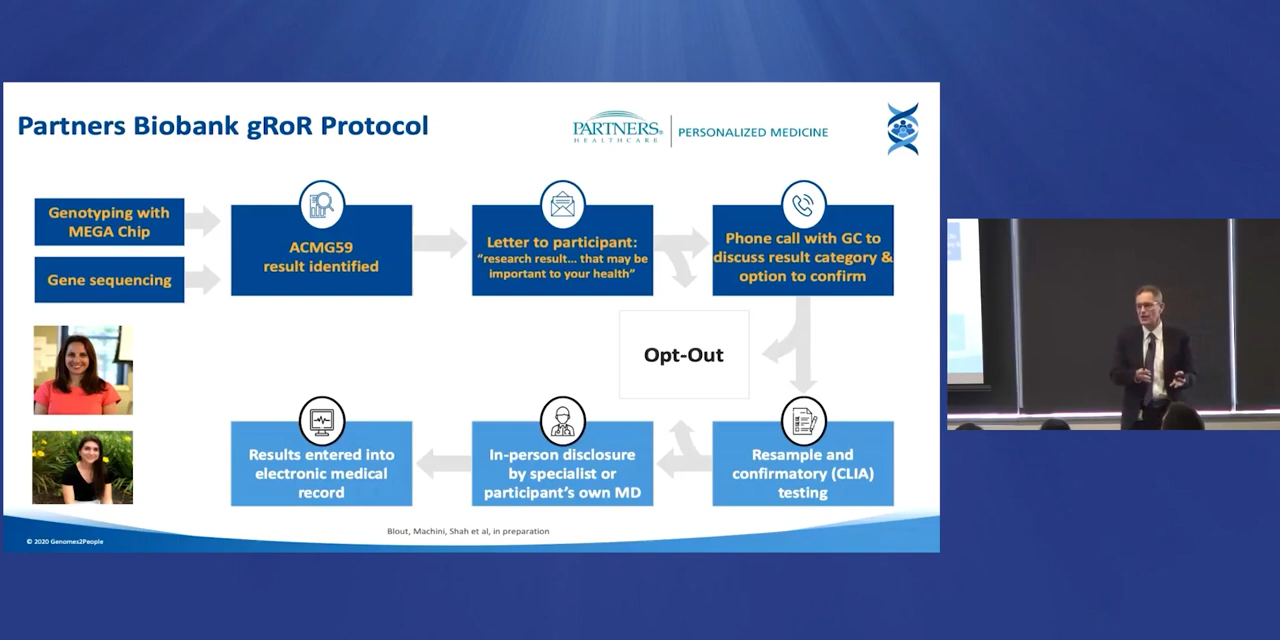 Partners Biobank gRoR Protocol
PARTNERS®
HEALTHCARE
PERSONALIZED MEDICINE
Genotyping with
MEGA Chip
Gene sequencing
ACMG59
result identified
Letter to participant:
“research result... that may be
important to your health”
Phone call with GC to
discuss result category &
option to confirm
Opt-Out
Results entered into
electronic medical
record
In-person disclosure
by specialist or
participant’s own MD
Resample and
confirmatory (CLIA)
testing
Blout, Machini, Shah et al, in preparation
© 2020 Genomes2People